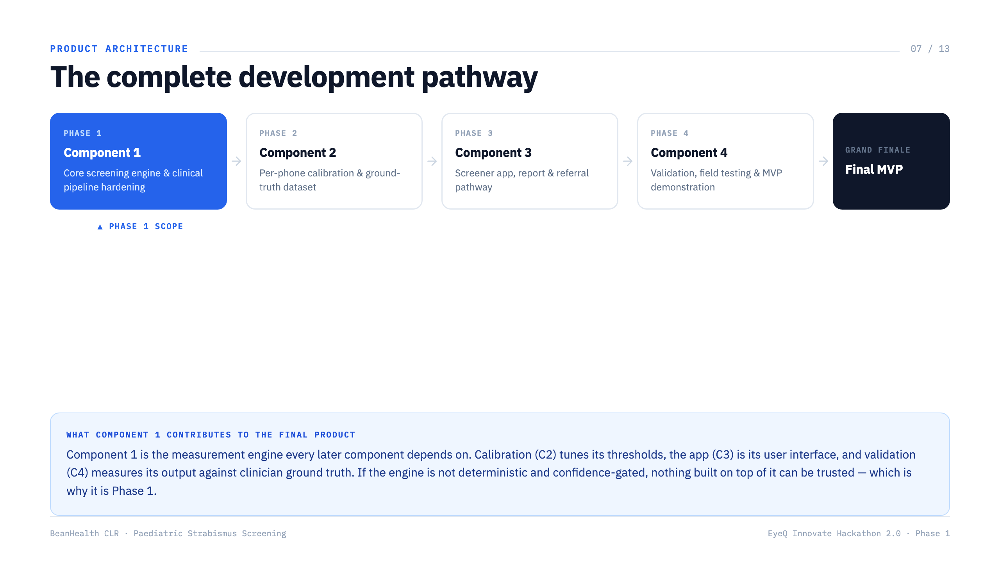 PRODUCT ARCHITECTURE
07 / 13
The complete development pathway
PHASE 1
Component 1
Core screening engine & clinical
pipeline hardening
PHASE 2
Component 2
Per-phone calibration & ground-
truth dataset
PHASE 3
Component 3
Screener app, report & referral
pathway
PHASE 4
Component 4
Validation, field testing & MVP
demonstration
GRAND FINALE
Final MVP
▲ PHASE 1 SCOPE
WHAT COMPONENT 1 CONTRIBUTES TO THE FINAL PRODUCT
Component 1 is the measurement engine every later component depends on. Calibration (C2) tunes its thresholds, the app (C3) is its user interface, and validation
(C4) measures its output against clinician ground truth. If the engine is not deterministic and confidence-gated, nothing built on top of it can be trusted — which is
why it is Phase 1.
BeanHealth CLR · Paediatric Strabismus Screening
EyeQ Innovate Hackathon 2.0 · Phase 1